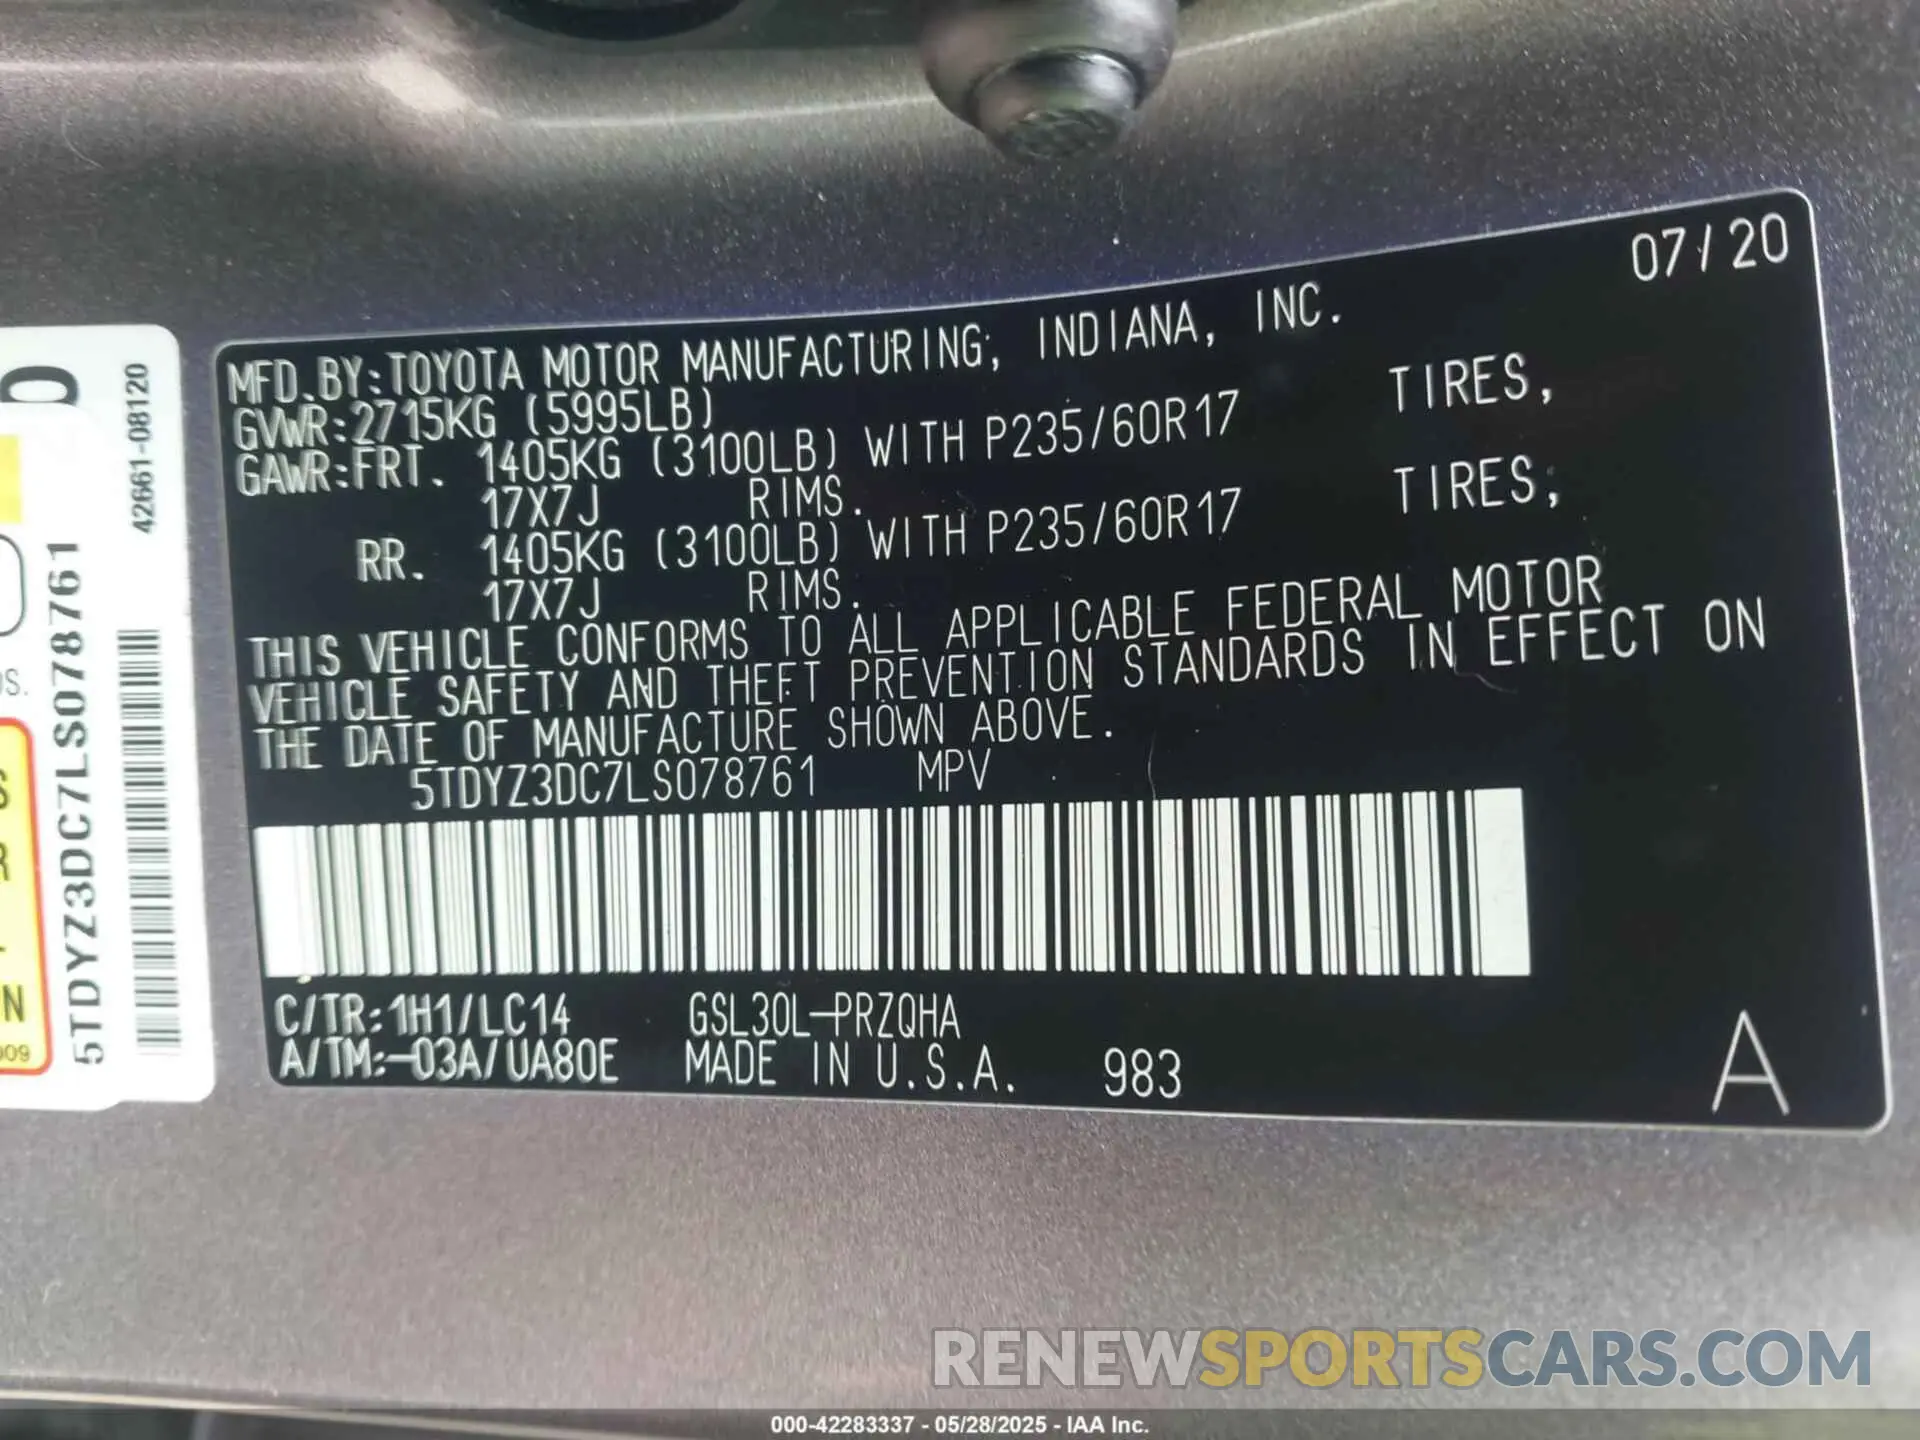 07/20
MFD.BY:TOYOTA MOTOR MANUFACTURING, INDIANA, INC.
GVWR:2715KG (5995LB)
GAWR:FRT. 1405KG (3100LB) WITH P235/60R17 TIRES,
17X7J RIMS.
RR. 1405KG (3100LB) WITH P235/60R17 TIRES,
17X7J RIMS.
THIS VEHICLE CONFORMS TO ALL APPLICABLE FEDERAL MOTOR
VEHICLE SAFETY AND THEFT PREVENTION STANDARDS IN EFFECT ON
THE DATE OF MANUFACTURE SHOWN ABOVE.
5TDYZ3DC7LS078761 MPV
C/TR:1H1/LC14 GSL30L-PRZQHA
A/TM:-03A/UA80E MADE IN U.S.A. 983
A
42661-08120
5TDYZ3DC7LS078761
RENEWSPORTSCARS.COM
000-42283337 - 05/28/2025 - IAA Inc.